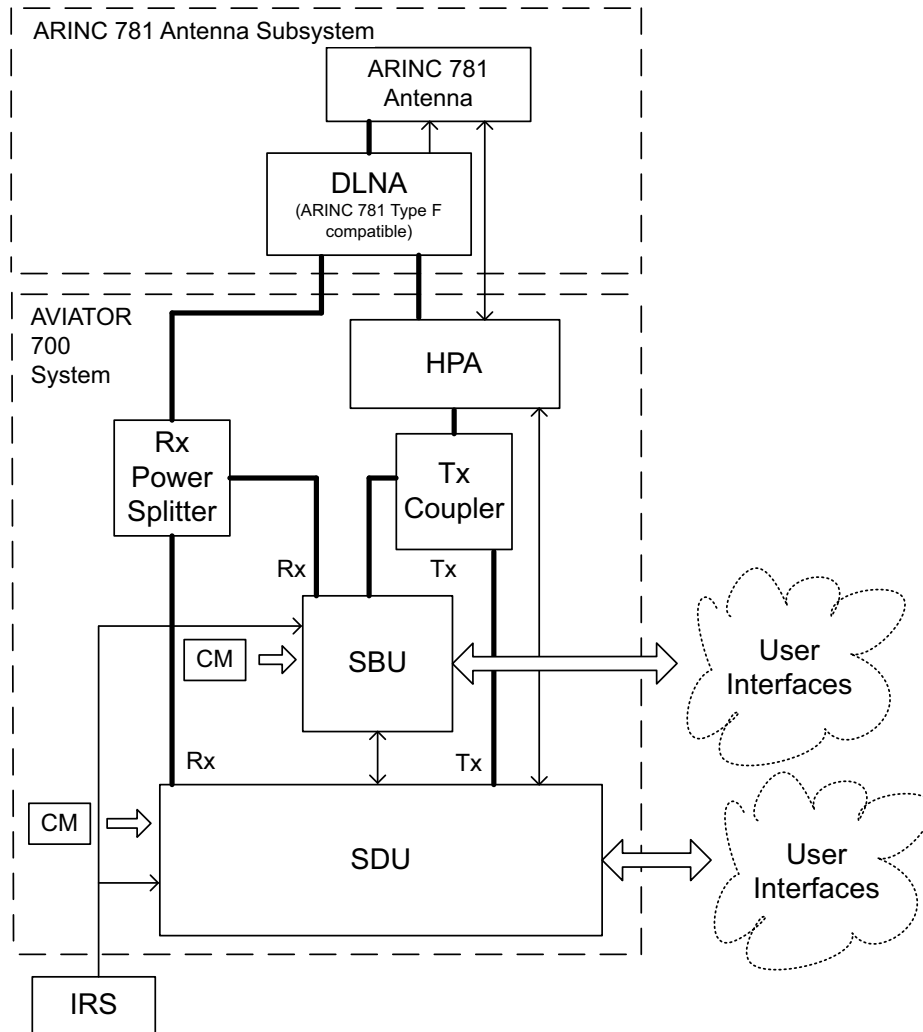 ARINC 781 Antenna Subsystem
ARINC 781
Antenna
DLNA
(ARINC 781 Type F
compatible)
AVIATOR
700
System
HPA
Rx
Power
Splitter
Tx
Coupler
Rx
Tx
CM
SBU
User
Interfaces
Rx
Tx
CM
SDU
User
Interfaces
IRS